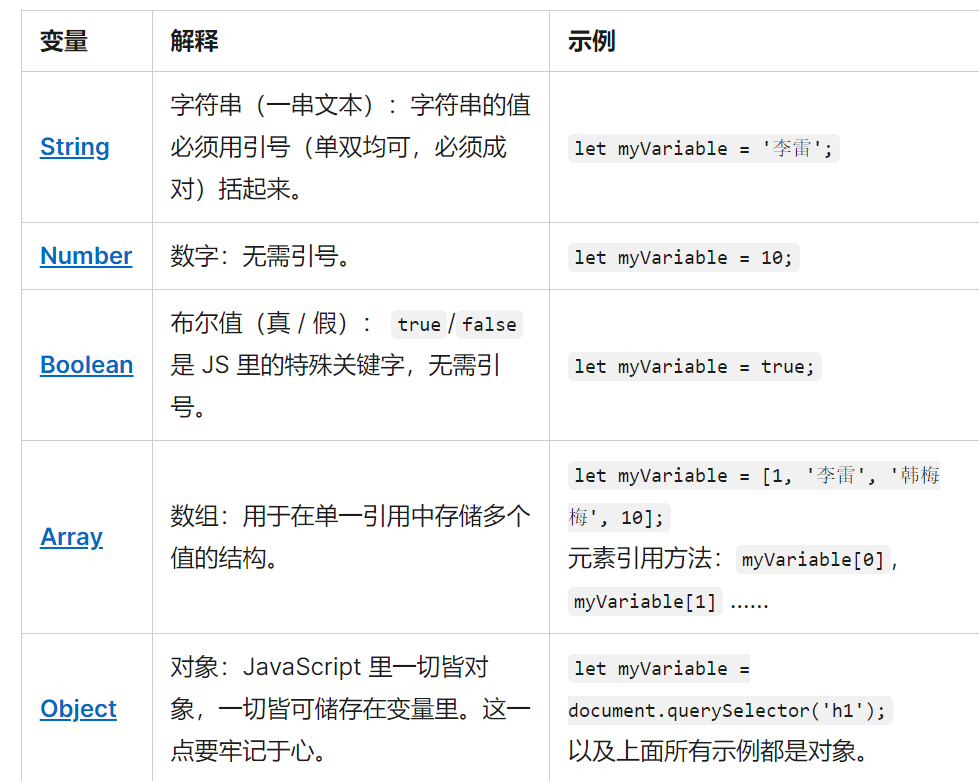 变量 解释 示例
String
字符串（一串文本）：字符串的值
必须用引号（单双均可，必须成
对）括起来。
let myVariable = '李雷';
Number
数字：无需引号。
let myVariable = 10;
Boolean
布尔值（真 / 假）： true/false
是 JS 里的特殊关键字，无需引
号。
let myVariable = true;
Array
数组：用于在单一引用中存储多个
值的结构。
let myVariable = [1, '李雷', '韩梅
梅', 10];
元素引用方法：myVariable[0],
myVariable[1] ……
Object
对象：JavaScript 里一切皆对
象，一切皆可储存在变量里。这一
点要牢记于心。
let myVariable =
document.querySelector('h1');
以及上面所有示例都是对象。